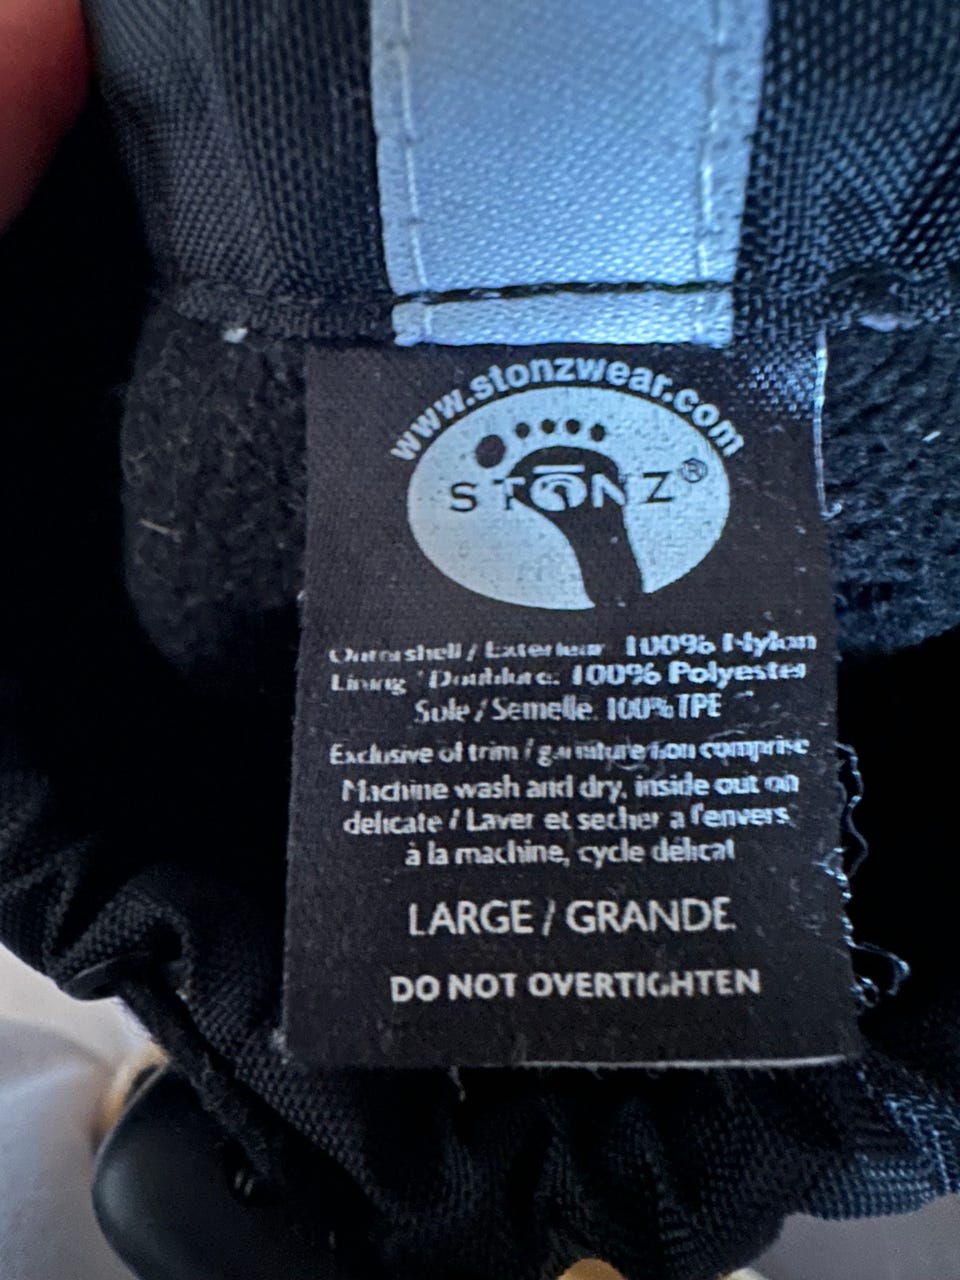 www.stonzwear.com
STONZ®
Outershell / Exterieur 100% Nylon
Lining / Doublure: 100% Polyester
Sole / Semelle 100% TPE
Exclusive of trim / garniture non comprise
Machine wash and dry, inside out on
delicate / Laver et secher a l'envers
à la machine, cycle délicat
LARGE / GRANDE
DO NOT OVERTIGHTEN